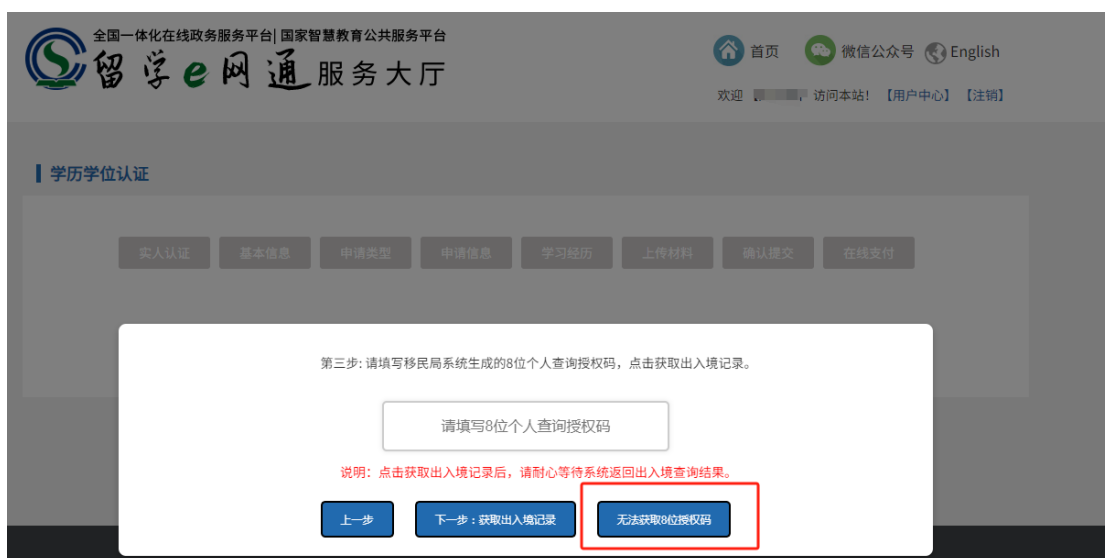 全国一体化在线政务服务平台| 国家智慧教育公共服务平台
留学e网通服务大厅
首页 微信公众号 English
欢迎 访问本站！【用户中心】【注销】
学历学位认证
实人认证 基本信息 申请类型 申请信息 学习经历 上传材料 确认提交 在线支付
第三步: 请填写移民局系统生成的8位个人查询授权码，点击获取出入境记录。
请填写8位个人查询授权码
说明：点击获取出入境记录后，请耐心等待系统返回出入境查询结果。
上一步 下一步：获取出入境记录 无法获取8位授权码